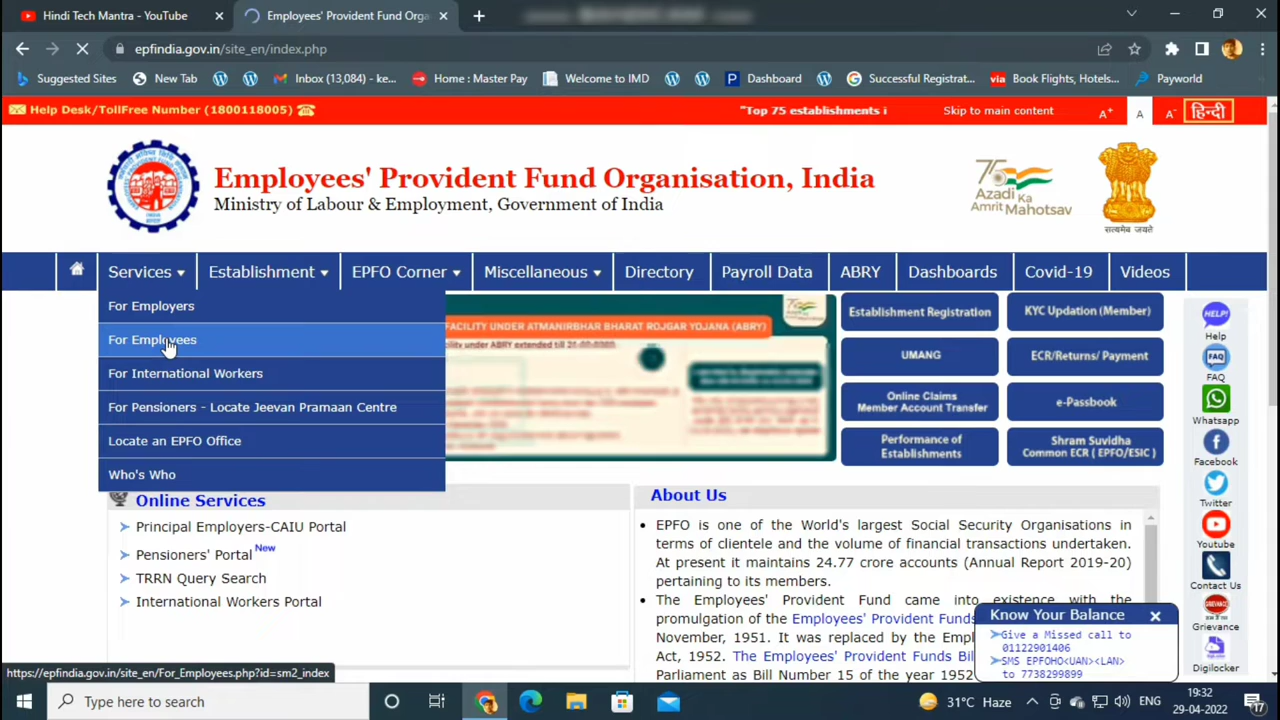 Hindi Tech Mantra - YouTube
Employees' Provident Fund Orga
epfindia.gov.in/site_en/index.php
Suggested Sites
New Tab
Inbox (13,084) - ke...
Home : Master Pay
Welcome to IMD
Dashboard
Successful Registrat...
Book Flights, Hotels...
Payworld
Help Desk/TollFree Number (1800118005)
"Top 75 establishments i
Skip to main content
A+
A
A-
हिन्दी
Employees' Provident Fund Organisation, India
Ministry of Labour & Employment, Government of India
75
Azadi Ka
Amrit Mahotsav
सत्यमेव जयते
Services
Establishment
EPFO Corner
Miscellaneous
Directory
Payroll Data
ABRY
Dashboards
Covid-19
Videos
For Employers
For Employees
For International Workers
For Pensioners - Locate Jeevan Pramaan Centre
Locate an EPFO Office
Who's Who
FACILITY UNDER ATMANIRBHAR BHARAT ROJGAR YOJANA (ABRY)
Establishment Registration
KYC Updation (Member)
UMANG
ECR/Returns/ Payment
Online Claims
Member Account Transfer
e-Passbook
Performance of
Establishments
Shram Suvidha
Common ECR ( EPFO/ESIC )
HELP!
Help
FAQ
FAQ
Whatsapp
Facebook
Twitter
Youtube
Contact Us
GRIEVANCE
Grievance
Digilocker
Online Services
Principal Employers-CAIU Portal
Pensioners' Portal New
TRRN Query Search
International Workers Portal
About Us
EPFO is one of the World's largest Social Security Organisations in
terms of clientele and the volume of financial transactions undertaken.
At present it maintains 24.77 crore accounts (Annual Report 2019-20)
pertaining to its members.
The Employees' Provident Fund came into existence with the
promulgation of the Employees' Provident Funds
November, 1951. It was replaced by the Empl
Act, 1952. The Employees' Provident Funds Bil
Parliament as Bill Number 15 of the year 1952
Know Your Balance
Give a Missed call to
01122901406
SMS EPFOHO<UAN><LAN>
to 7738299899
https://epfindia.gov.in/site_en/For_Employees.php?id=sm2_index
Type here to search
31°C Haze
ENG
19:32
29-04-2022
17